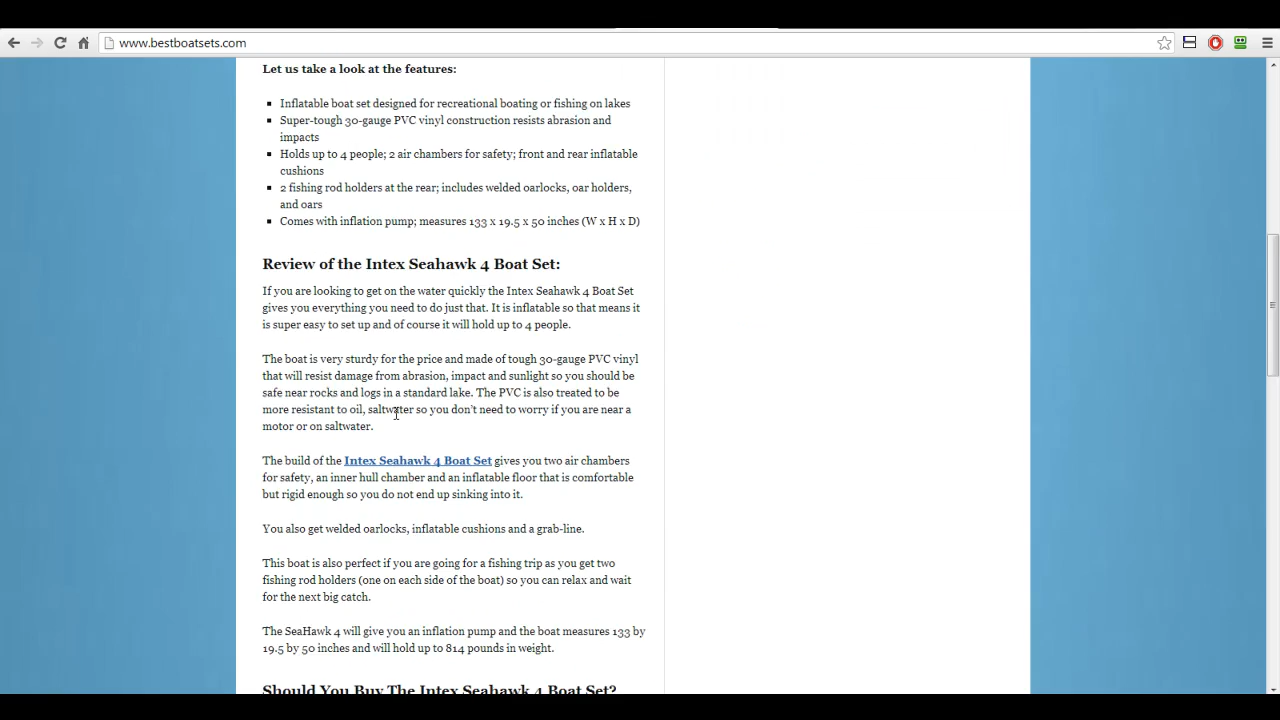 www.bestboatsets.com
Let us take a look at the features:
Inflatable boat set designed for recreational boating or fishing on lakes
Super-tough 30-gauge PVC vinyl construction resists abrasion and
impacts
Holds up to 4 people; 2 air chambers for safety; front and rear inflatable
cushions
2 fishing rod holders at the rear; includes welded oarlocks, oar holders,
and oars
Comes with inflation pump; measures 133 x 19.5 x 50 inches (W x H x D)
Review of the Intex Seahawk 4 Boat Set:
If you are looking to get on the water quickly the Intex Seahawk 4 Boat Set
gives you everything you need to do just that. It is inflatable so that means it
is super easy to set up and of course it will hold up to 4 people.
The boat is very sturdy for the price and made of tough 30-gauge PVC vinyl
that will resist damage from abrasion, impact and sunlight so you should be
safe near rocks and logs in a standard lake. The PVC is also treated to be
more resistant to oil, saltwater so you don't need to worry if you are near a
motor or on saltwater.
The build of the Intex Seahawk 4 Boat Set gives you two air chambers
for safety, an inner hull chamber and an inflatable floor that is comfortable
but rigid enough so you do not end up sinking into it.
You also get welded oarlocks, inflatable cushions and a grab-line.
This boat is also perfect if you are going for a fishing trip as you get two
fishing rod holders (one on each side of the boat) so you can relax and wait
for the next big catch.
The SeaHawk 4 will give you an inflation pump and the boat measures 133 by
19.5 by 50 inches and will hold up to 814 pounds in weight.
Should You Buy The Intex Seahawk 4 Boat Set?